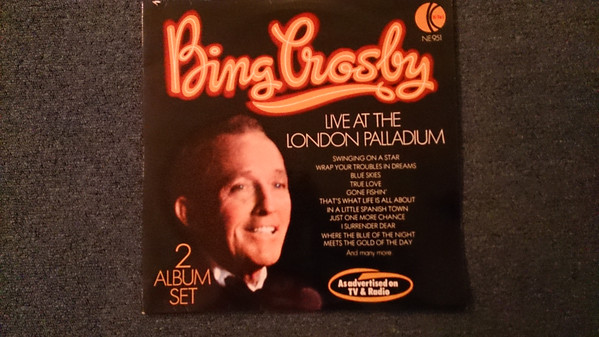 Bing Crosby
K-Tel
NE 951
LIVE AT THE
LONDON PALLADIUM
SWINGING ON A STAR
WRAP YOUR TROUBLES IN DREAMS
BLUE SKIES
TRUE LOVE
GONE FISHIN'
THAT'S WHAT LIFE IS ALL ABOUT
IN A LITTLE SPANISH TOWN
JUST ONE MORE CHANCE
I SURRENDER DEAR
WHERE THE BLUE OF THE NIGHT
MEETS THE GOLD OF THE DAY
And many more
2
ALBUM
SET
As advertised on
TV & Radio